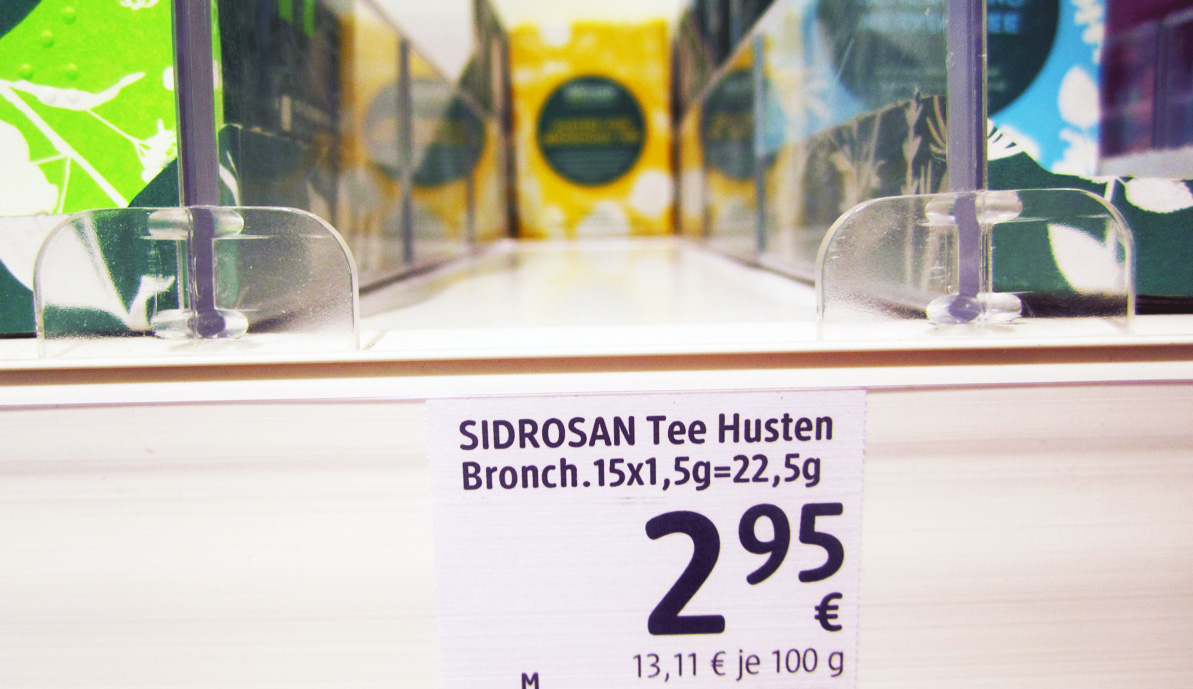 SIDROSAN Tee Husten
Bronch.15x1,5g=22,5g
2 95
€
13,11 € je 100 g
M